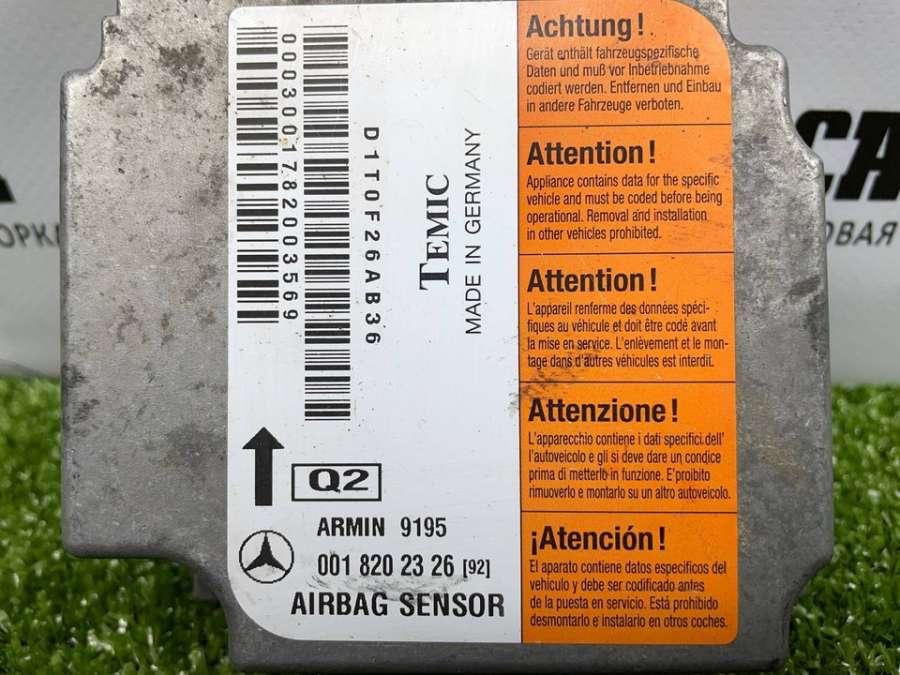 0003001782003569
D1T0F26AB36
TEMIC
MADE IN GERMANY
Q2
ARMIN 9195
001 820 23 26 [92]
AIRBAG SENSOR
Achtung!
Gerät enthält fahrzeugspezifische
Daten und muß vor Inbetriebnahme
codiert werden. Entfernen und Einbau
in andere Fahrzeuge verboten.
Attention!
Appliance contains data for the specific
vehicle and must be coded before being
operational. Removal and installation
in other vehicles prohibited.
Attention!
L'appareil renferme des données spéci-
fiques au véhicule et doit être codé avant
la mise en service. L'enlèvement et le mon-
tage dans d'autres véhicules est interdit.
Attenzione!
L'apparecchio contiene i dati specifici dell'
autoveicolo e gli si deve dare un condice
prima di metterlo in funzione. E'proibito
rimuoverlo e montarlo su un altro autoveicolo.
¡Atención!
El aparato contiene datos especificos del
vehículo y debe ser codificado antes
de la puesta en servicio. Está prohibido
desmontarlo e instalarlo en otros coches.
CA
ОВАЯ
ОРК